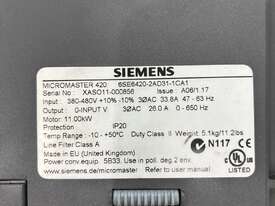 SIEMENS
MICROMASTER 420 6SE6420-2AD31-1CA1
Serial No: XASO11-000856 Issue : A06/1.17
Input : 380-480V +10% -10% 3ØAC 33.8A 47 - 63 Hz
Output : 0-INPUT V 3ØAC 26.0 A 0 - 650 Hz
Motor: 11.00kW
Protection IP20
Temp Range : -10 - +50°C Duty Class II Weight: 5.1kg/11.2lbs
Line Filter Class A
Made in EU (United Kingdom)
Power conv.equip. 5B33. Use in poll. deg.2 env.
www.siemens.de/micromaster Refer to user manual
N117
CE
C UL US
LISTED